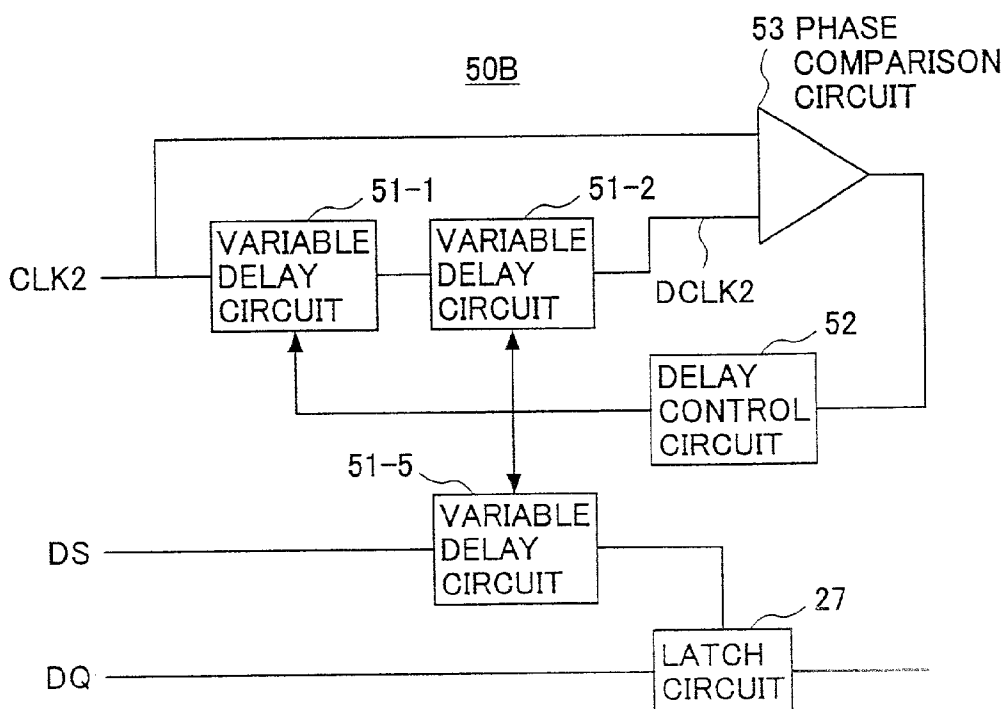 53 PHASE
COMPARISON
CIRCUIT
50B
51-1
51-2
VARIABLE
DELAY
CIRCUIT
VARIABLE
DELAY
CIRCUIT
CLK2
DCLK2
52
DELAY
CONTROL
CIRCUIT
51-5
VARIABLE
DELAY
CIRCUIT
DS
27
LATCH
CIRCUIT
DQ